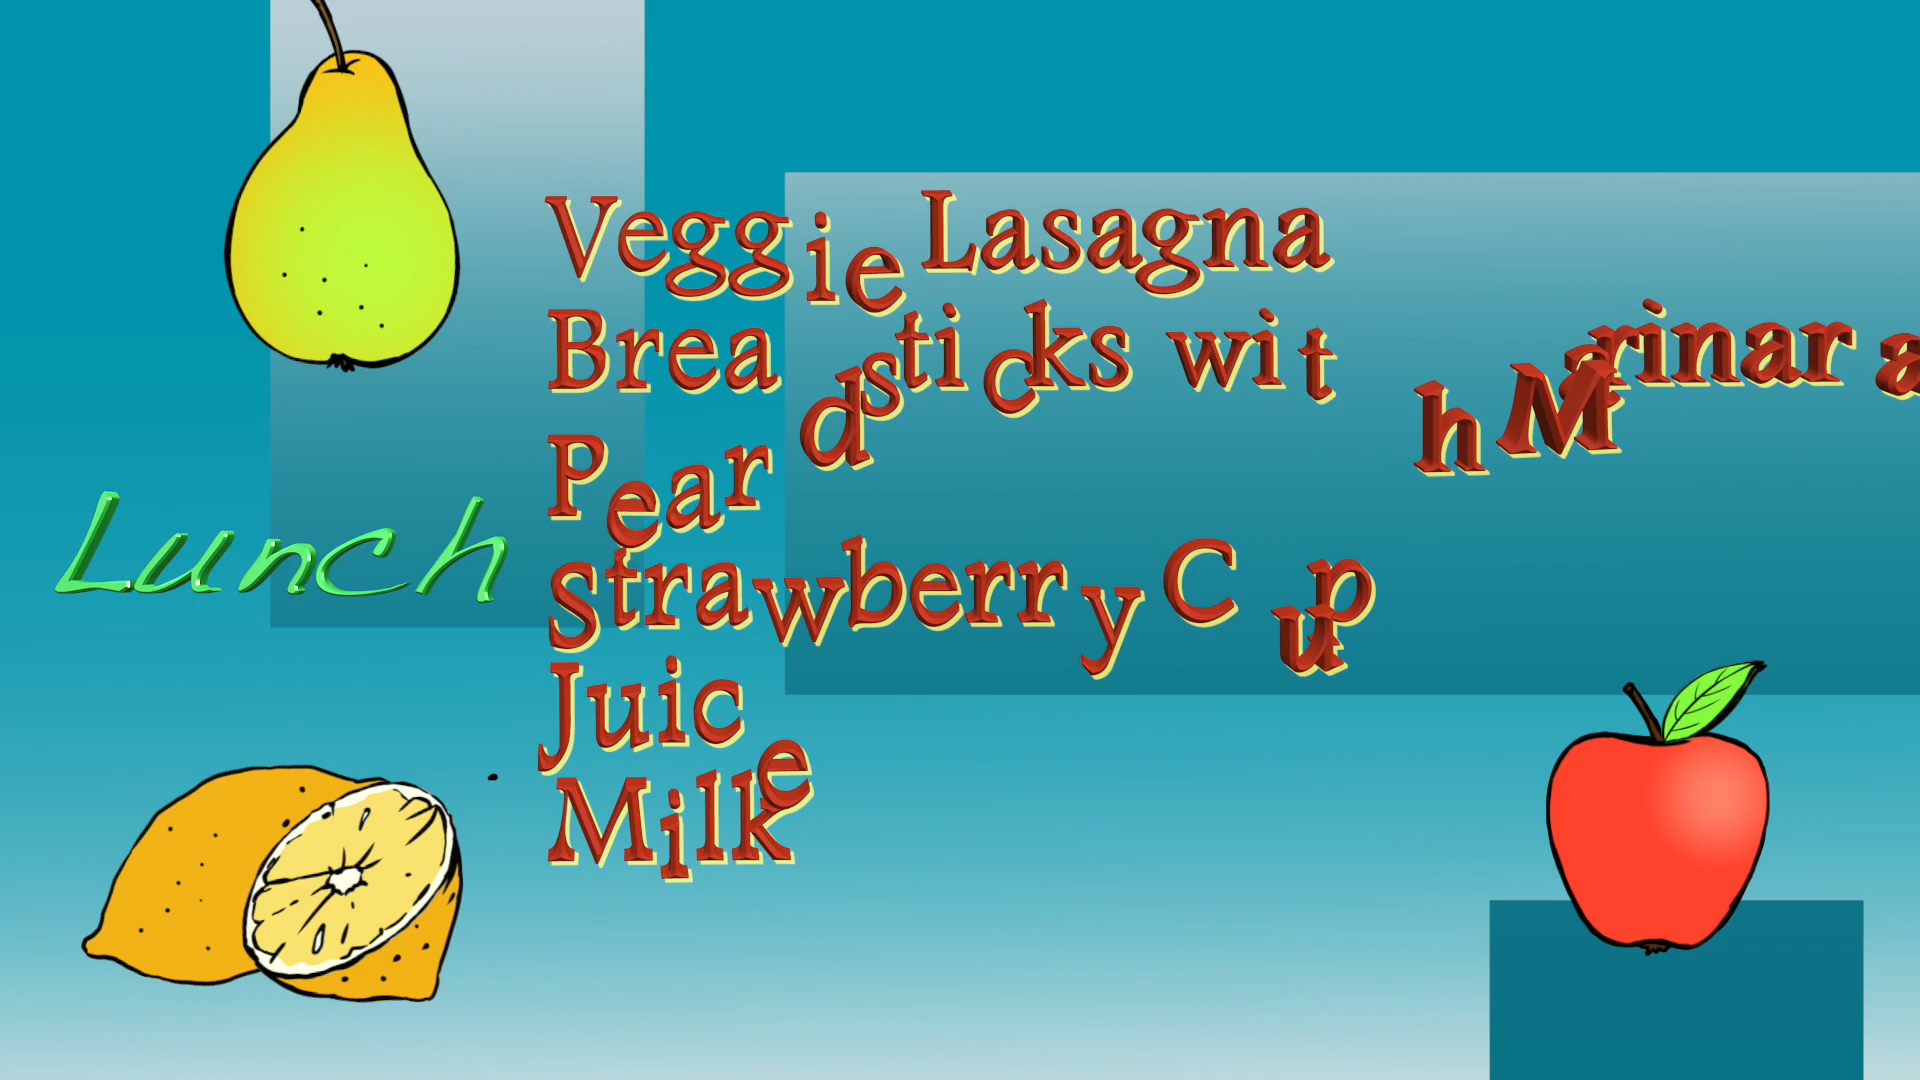 Lunch
Veggie Lasagna
Breadsticks with Marinara
Pear
Strawberry Cup
Juice
Milk